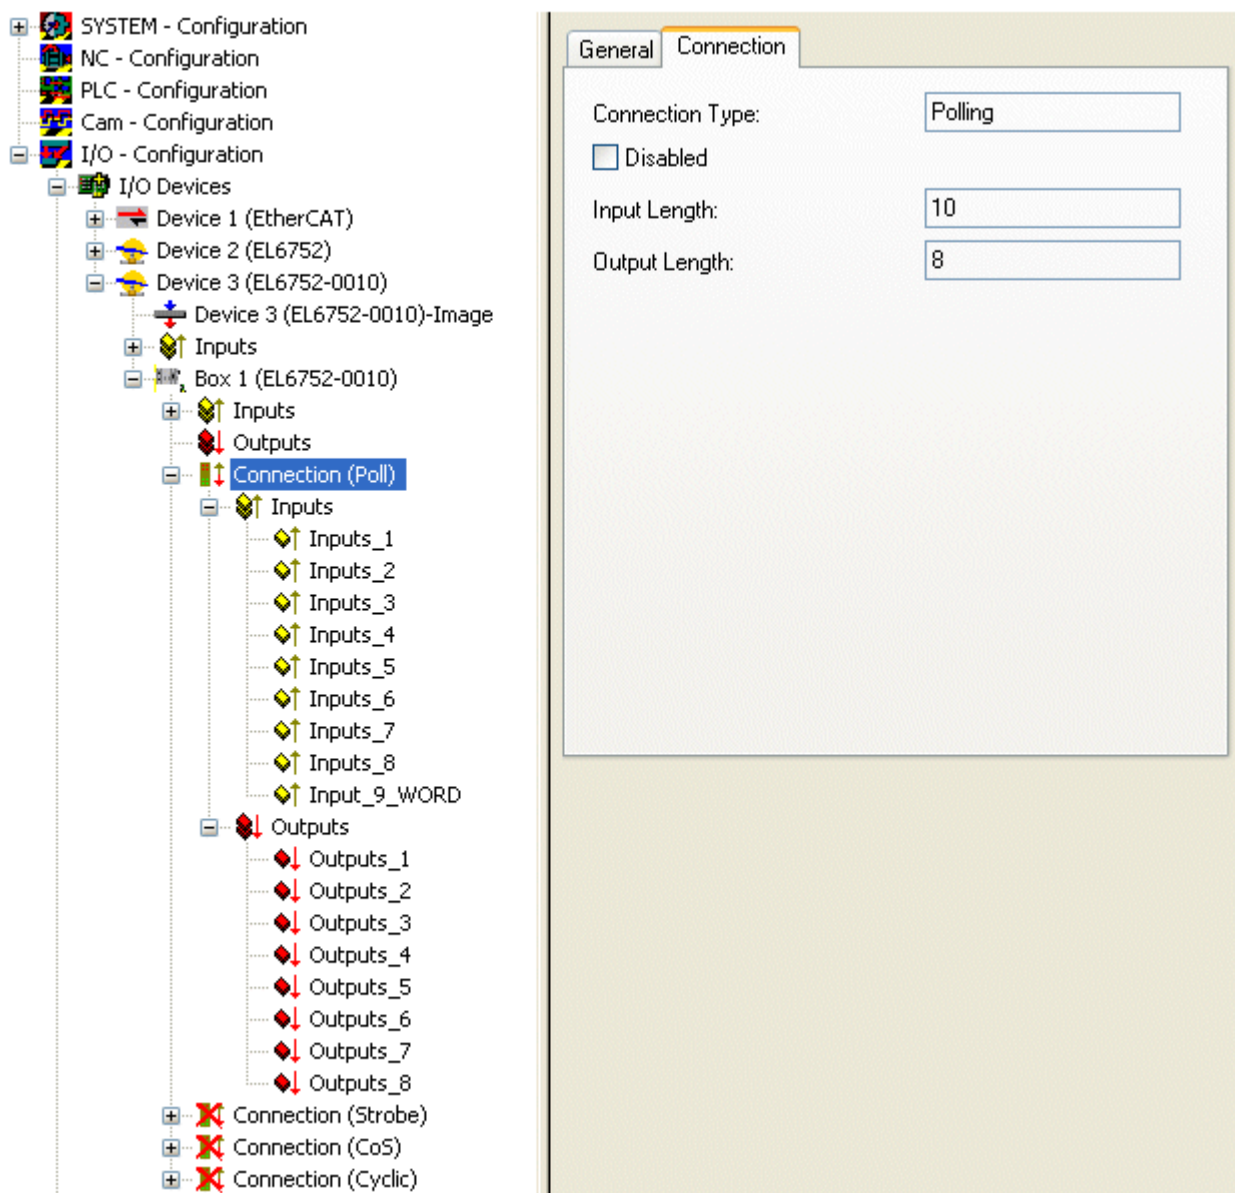 SYSTEM - Configuration
NC - Configuration
PLC - Configuration
Cam - Configuration
I/O - Configuration
I/O Devices
Device 1 (EtherCAT)
Device 2 (EL6752)
Device 3 (EL6752-0010)
Device 3 (EL6752-0010)-Image
Inputs
Box 1 (EL6752-0010)
Inputs
Outputs
Connection (Poll)
Inputs
Inputs_1
Inputs_2
Inputs_3
Inputs_4
Inputs_5
Inputs_6
Inputs_7
Inputs_8
Input_9_WORD
Outputs
Outputs_1
Outputs_2
Outputs_3
Outputs_4
Outputs_5
Outputs_6
Outputs_7
Outputs_8
Connection (Strobe)
Connection (CoS)
Connection (Cyclic)
General Connection
Connection Type: Polling
Disabled
Input Length: 10
Output Length: 8